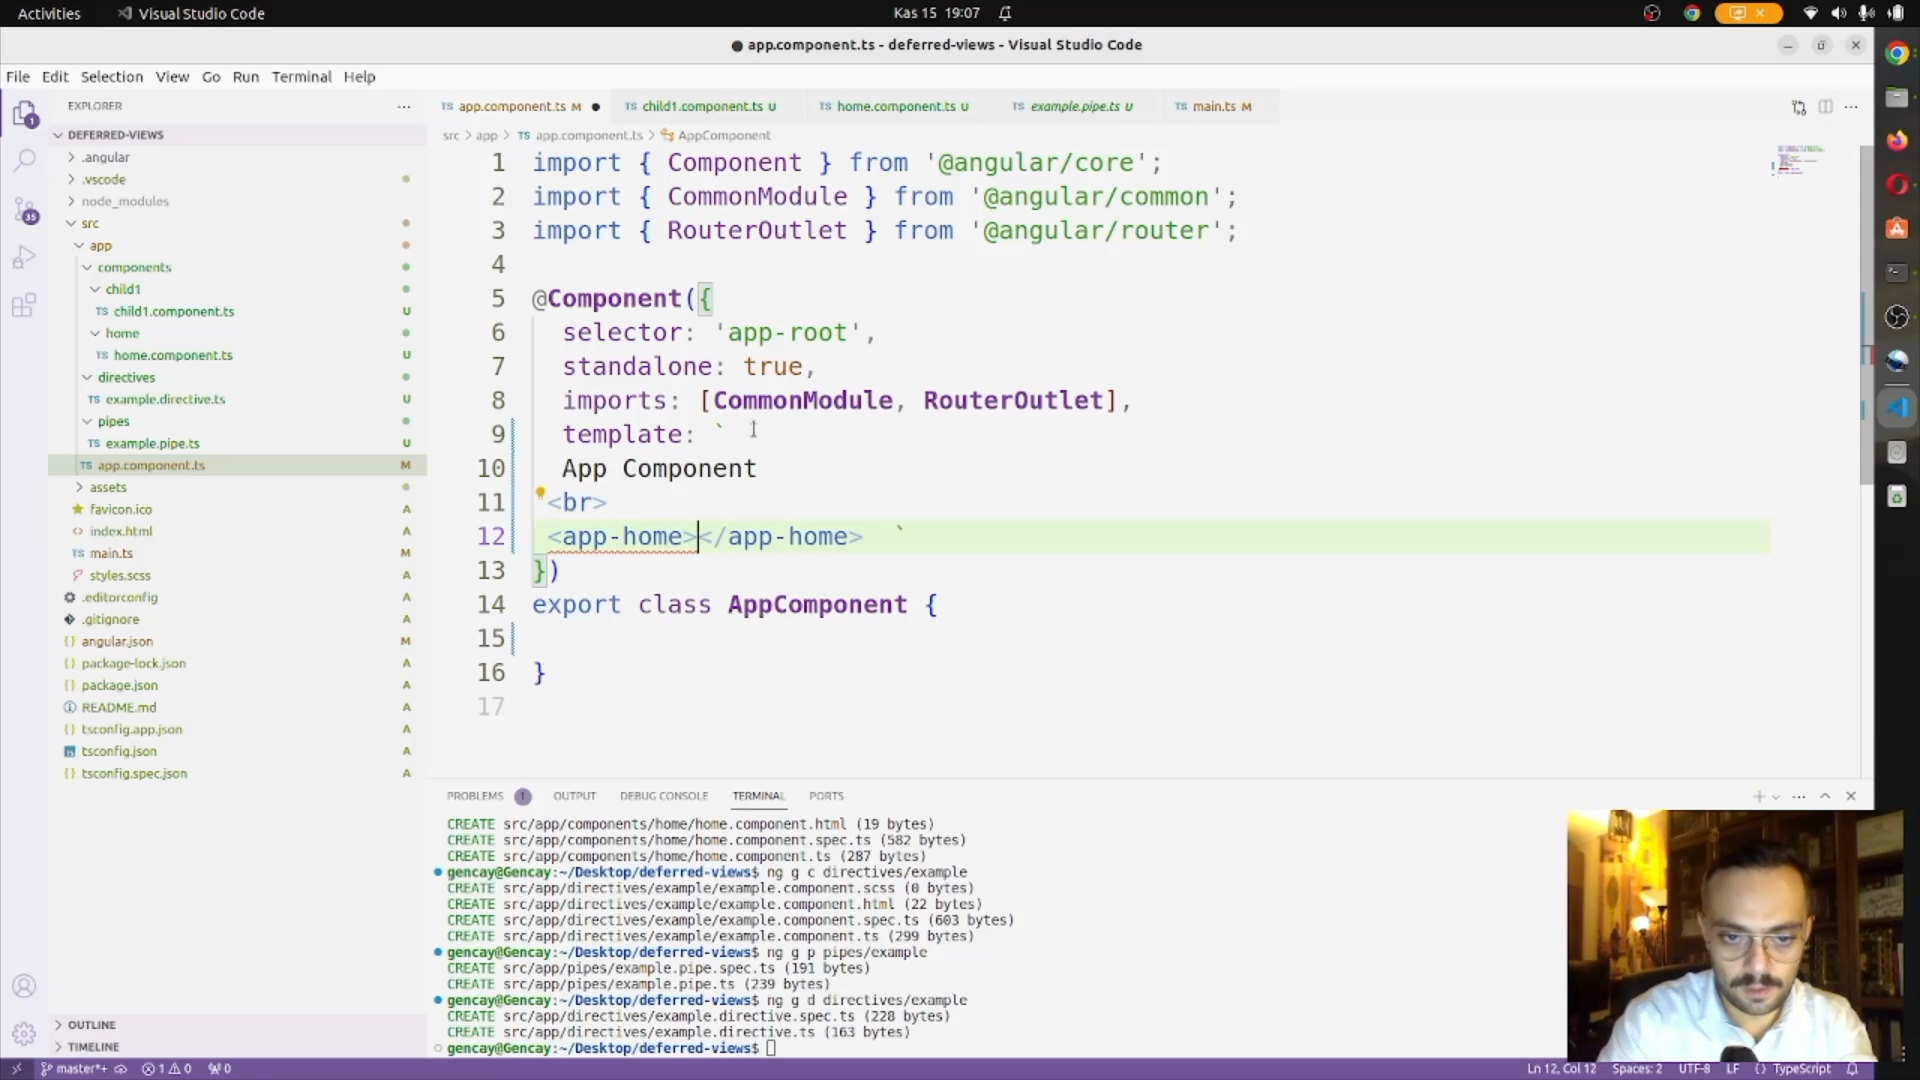 Activities
Visual Studio Code
Kas 15 19:07
app.component.ts - deferred-views - Visual Studio Code
File Edit Selection View Go Run Terminal Help
EXPLORER
DEFERRED-VIEWS
.angular
.vscode
node_modules
src
app
components
child1
TS child1.component.ts U
home
TS home.component.ts U
directives
TS example.directive.ts U
pipes
TS example.pipe.ts U
TS app.component.ts M
assets
favicon.ico A
index.html A
TS main.ts M
styles.scss A
.editorconfig A
.gitignore A
angular.json M
package-lock.json A
package.json A
README.md A
tsconfig.app.json A
tsconfig.json A
tsconfig.spec.json A
OUTLINE
TIMELINE
1
35
TS app.component.ts M
TS child1.component.ts U
TS home.component.ts U
TS example.pipe.ts U
TS main.ts M
src > app > TS app.component.ts > AppComponent
1 import { Component } from '@angular/core';
2 import { CommonModule } from '@angular/common';
3 import { RouterOutlet } from '@angular/router';
4
5 @Component({
6 selector: 'app-root',
7 standalone: true,
8 imports: [CommonModule, RouterOutlet],
9 template: `
10 App Component
11 <br>
12 <app-home></app-home> `
13 })
14 export class AppComponent {
15
16 }
17
PROBLEMS 1 OUTPUT DEBUG CONSOLE TERMINAL PORTS
CREATE src/app/components/home/home.component.html (19 bytes)
CREATE src/app/components/home/home.component.spec.ts (582 bytes)
CREATE src/app/components/home/home.component.ts (287 bytes)
gencay@Gencay:~/Desktop/deferred-views$ ng g c directives/example
CREATE src/app/directives/example/example.component.scss (0 bytes)
CREATE src/app/directives/example/example.component.html (22 bytes)
CREATE src/app/directives/example/example.component.spec.ts (603 bytes)
CREATE src/app/directives/example/example.component.ts (299 bytes)
gencay@Gencay:~/Desktop/deferred-views$ ng g p pipes/example
CREATE src/app/pipes/example.pipe.spec.ts (191 bytes)
CREATE src/app/pipes/example.pipe.ts (239 bytes)
gencay@Gencay:~/Desktop/deferred-views$ ng g d directives/example
CREATE src/app/directives/example.directive.spec.ts (228 bytes)
CREATE src/app/directives/example.directive.ts (163 bytes)
gencay@Gencay:~/Desktop/deferred-views$
master*+ 1 0 0
Ln 12, Col 12 Spaces: 2 UTF-8 LF {} TypeScript